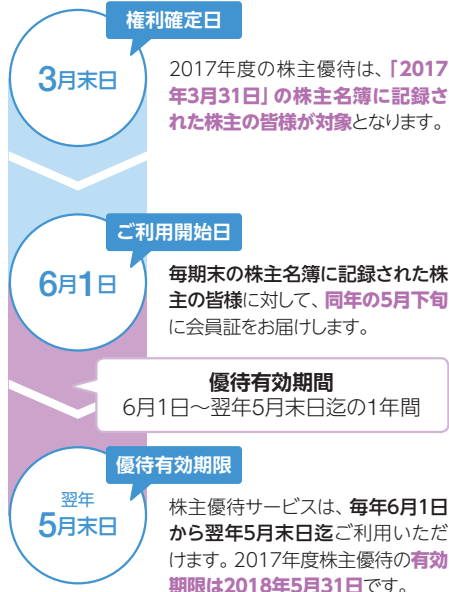 権利確定日
3月末日
2017年度の株主優待は、「2017
年3月31日」の株主名簿に記録さ
れた株主の皆様が対象となります。
ご利用開始日
6月1日
毎期末の株主名簿に記録された株
主の皆様に対して、同年の5月下旬
に会員証をお届けします。
優待有効期間
6月1日～翌年5月末日迄の1年間
優待有効期限
翌年
5月末日
株主優待サービスは、毎年6月1日
から翌年5月末日迄ご利用いただ
けます。2017年度株主優待の有効
期限は2018年5月31日です。